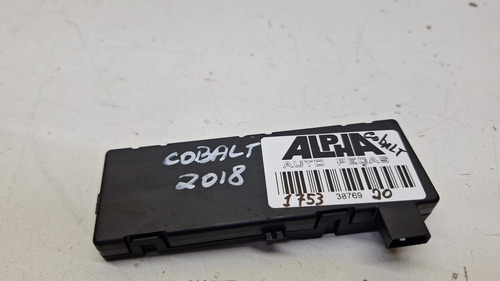 COBALT
2018
ALPHA
AUTO PEÇAS
Cobalt
1753
38769
20